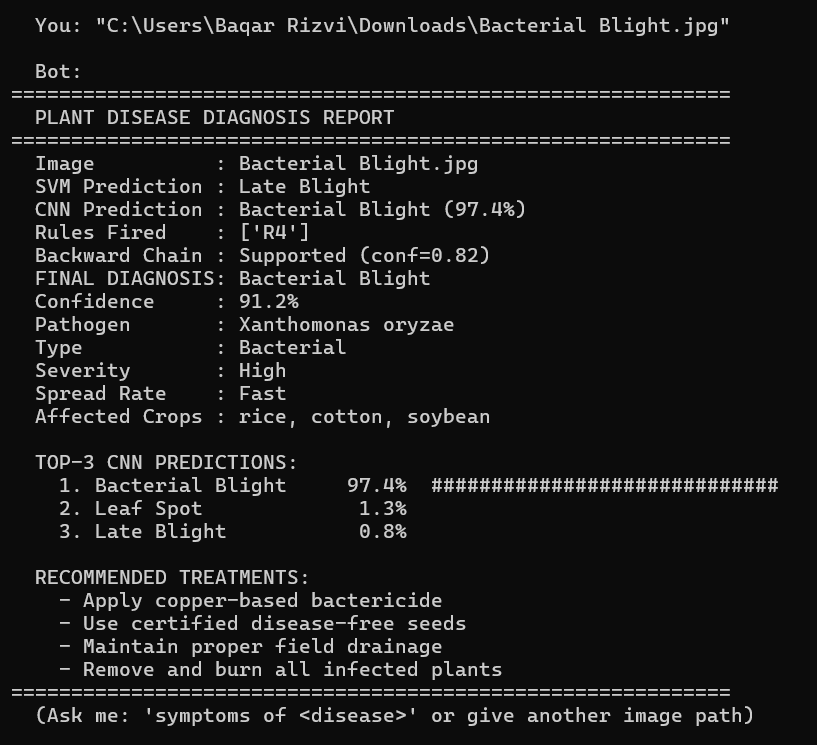 You: "C:\Users\Baqar Rizvi\Downloads\Bacterial Blight.jpg"
Bot:
============================================================
PLANT DISEASE DIAGNOSIS REPORT
============================================================
Image          : Bacterial Blight.jpg
SVM Prediction : Late Blight
CNN Prediction : Bacterial Blight (97.4%)
Rules Fired    : ['R4']
Backward Chain : Supported (conf=0.82)
FINAL DIAGNOSIS: Bacterial Blight
Confidence     : 91.2%
Pathogen       : Xanthomonas oryzae
Type           : Bacterial
Severity       : High
Spread Rate    : Fast
Affected Crops : rice, cotton, soybean
TOP-3 CNN PREDICTIONS:
1. Bacterial Blight     97.4%  #############################
2. Leaf Spot             1.3%
3. Late Blight           0.8%
RECOMMENDED TREATMENTS:
- Apply copper-based bactericide
- Use certified disease-free seeds
- Maintain proper field drainage
- Remove and burn all infected plants
============================================================
(Ask me: 'symptoms of <disease>' or give another image path)